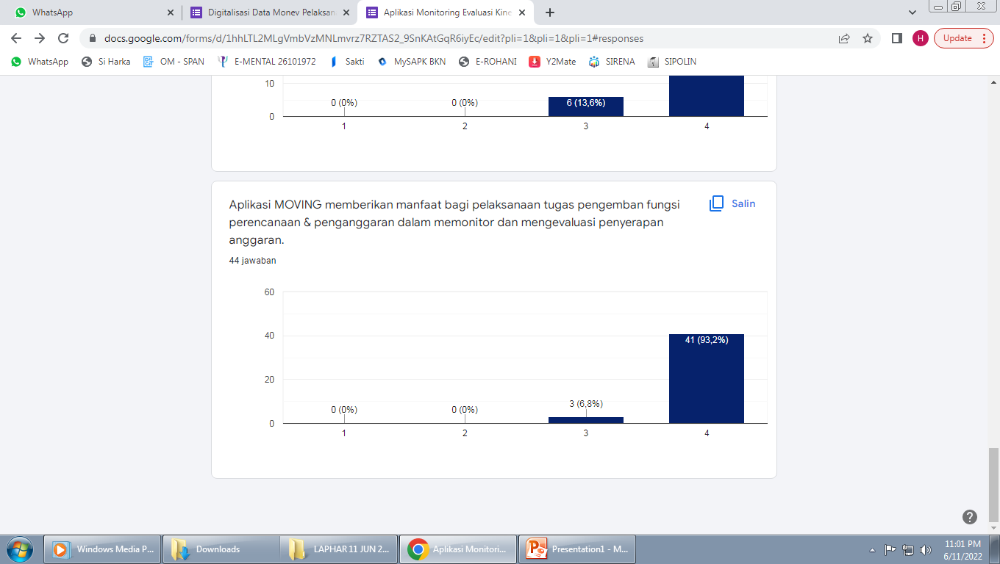 WhatsApp
Digitalisasi Data Monev Pelaksan
Aplikasi Monitoring Evaluasi Kine
docs.google.com/forms/d/1hhLTL2MLgVmbVzMNLmvrz7RZTAS2_9SnKAtGqR6iyEc/edit?pli=1&pli=1&pli=1#responses
H
Update
WhatsApp
Si Harka
OM - SPAN
E-MENTAL 26101972
Sakti
MySAPK BKN
E-ROHANI
Y2Mate
SIRENA
SIPOLIN
10
0
0 (0%)
0 (0%)
6 (13,6%)
1
2
3
4
Aplikasi MOVING memberikan manfaat bagi pelaksanaan tugas pengemban fungsi
perencanaan & penganggaran dalam memonitor dan mengevaluasi penyerapan
anggaran.
Salin
44 jawaban
60
40
20
0
0 (0%)
0 (0%)
3 (6,8%)
41 (93,2%)
1
2
3
4
Windows Media P...
Downloads
LAPHAR 11 JUN 2...
Aplikasi Monitori...
Presentation1 - M...
11:01 PM
6/11/2022